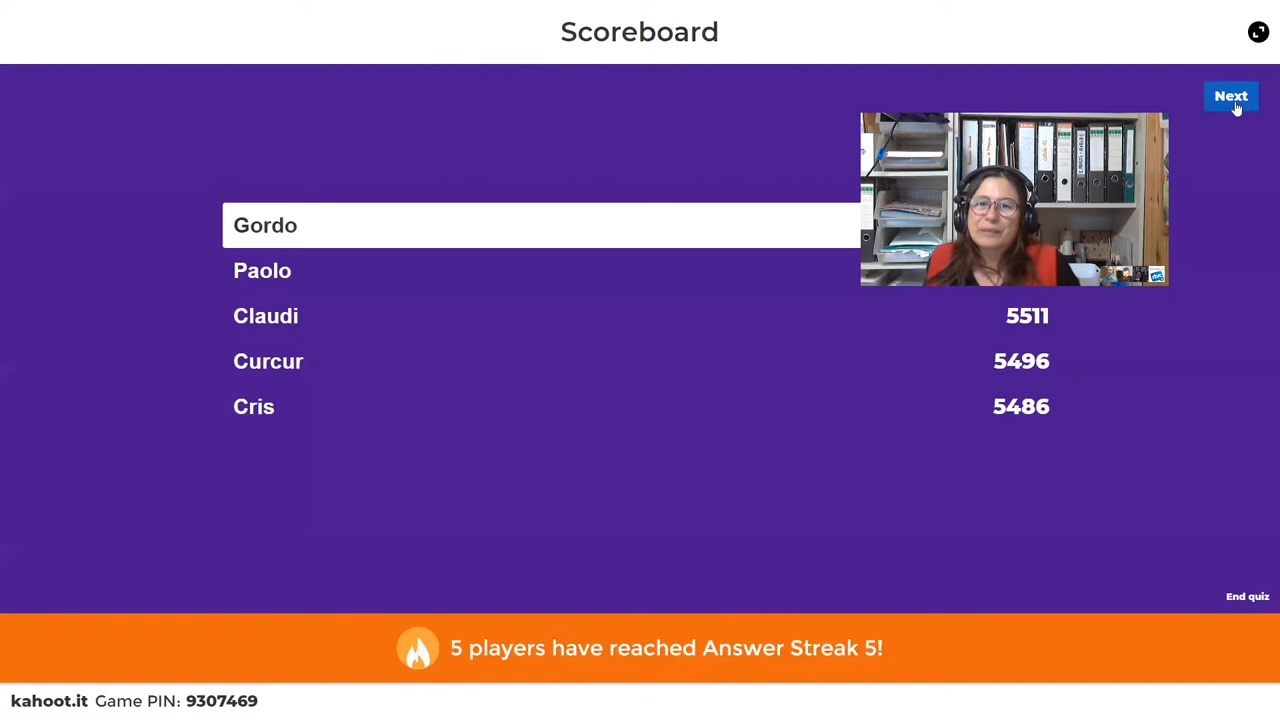 Scoreboard
Next
Gordo
Paolo
Claudi 5511
Curcur 5496
Cris 5486
End quiz
5 players have reached Answer Streak 5!
kahoot.it Game PIN: 9307469